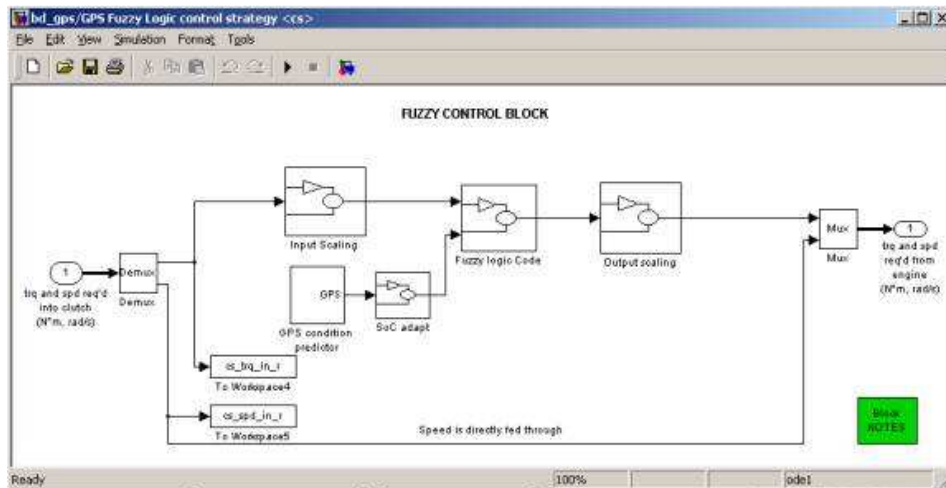 bd_gps/GPS Fuzzy Logic control strategy <cs>
File Edit View Simulation Format Tools
FUZZY CONTROL BLOCK
Input Scaling
Fuzzy logic Code
Output scaling
Mux
Mux
1
trq and spd
req'd from
engine
(N*m, rad/s)
1
trq and spd req'd
into clutch
(N*m, rad/s)
Demux
Demux
GPS
GPS condition
predictor
SoC adapt
cs_trq_in_r
To Workspace4
cs_spd_in_r
To Workspace5
Speed is directly fed through
Block
NOTES
Ready
100%
ode1